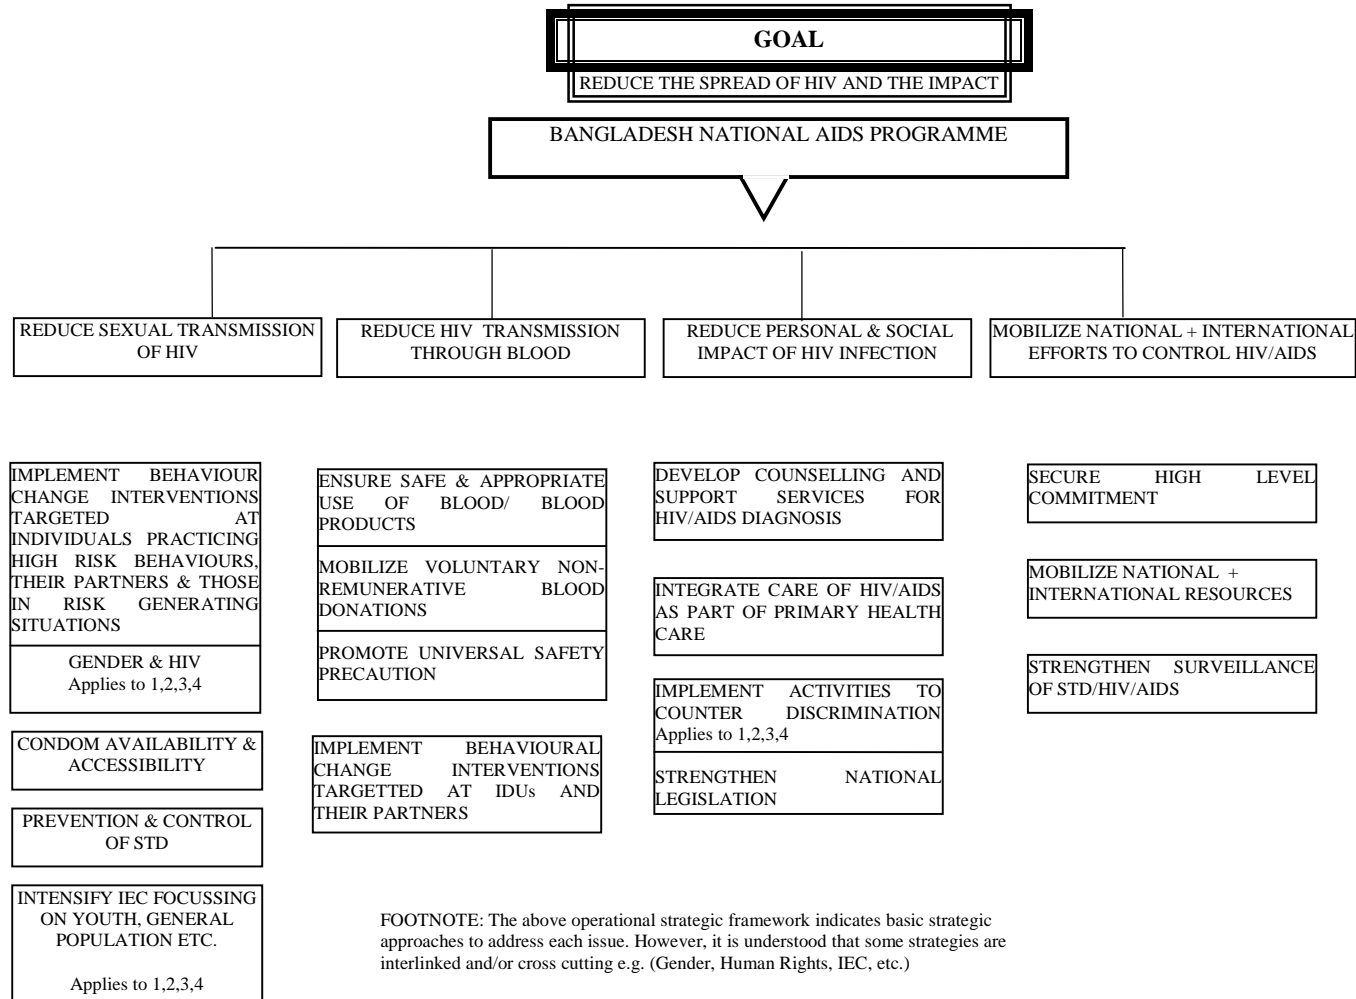 GOAL
REDUCE THE SPREAD OF HIV AND THE IMPACT
BANGLADESH NATIONAL AIDS PROGRAMME
REDUCE SEXUAL TRANSMISSION
OF HIV
REDUCE HIV TRANSMISSION
THROUGH BLOOD
REDUCE PERSONAL & SOCIAL
IMPACT OF HIV INFECTION
MOBILIZE NATIONAL + INTERNATIONAL
EFFORTS TO CONTROL HIV/AIDS
IMPLEMENT BEHAVIOUR
CHANGE INTERVENTIONS
TARGETED AT
INDIVIDUALS PRACTICING
HIGH RISK BEHAVIOURS,
THEIR PARTNERS & THOSE
IN RISK GENERATING
SITUATIONS
GENDER & HIV
Applies to 1,2,3,4
CONDOM AVAILABILITY &
ACCESSIBILITY
PREVENTION & CONTROL
OF STD
INTENSIFY IEC FOCUSSING
ON YOUTH, GENERAL
POPULATION ETC.
Applies to 1,2,3,4
ENSURE SAFE & APPROPRIATE
USE OF BLOOD/ BLOOD
PRODUCTS
MOBILIZE VOLUNTARY NON-
REMUNERATIVE BLOOD
DONATIONS
PROMOTE UNIVERSAL SAFETY
PRECAUTION
IMPLEMENT BEHAVIOURAL
CHANGE INTERVENTIONS
TARGETTED AT IDUs AND
THEIR PARTNERS
DEVELOP COUNSELLING AND
SUPPORT SERVICES FOR
HIV/AIDS DIAGNOSIS
INTEGRATE CARE OF HIV/AIDS
AS PART OF PRIMARY HEALTH
CARE
IMPLEMENT ACTIVITIES TO
COUNTER DISCRIMINATION
Applies to 1,2,3,4
STRENGTHEN NATIONAL
LEGISLATION
SECURE HIGH LEVEL
COMMITMENT
MOBILIZE NATIONAL +
INTERNATIONAL RESOURCES
STRENGTHEN SURVEILLANCE
OF STD/HIV/AIDS
FOOTNOTE: The above operational strategic framework indicates basic strategic
approaches to address each issue. However, it is understood that some strategies are
interlinked and/or cross cutting e.g. (Gender, Human Rights, IEC, etc.)